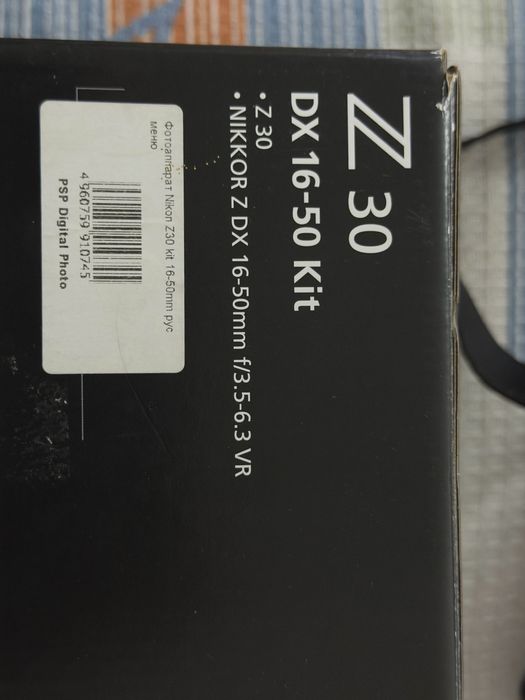 Z 30
DX 16-50 Kit
• Z 30
• NIKKOR Z DX 16-50mm f/3.5-6.3 VR
Фотоаппарат Nikon Z30 kit 16-50mm рус
меню
4 960759 910745
PSP Digital Photo